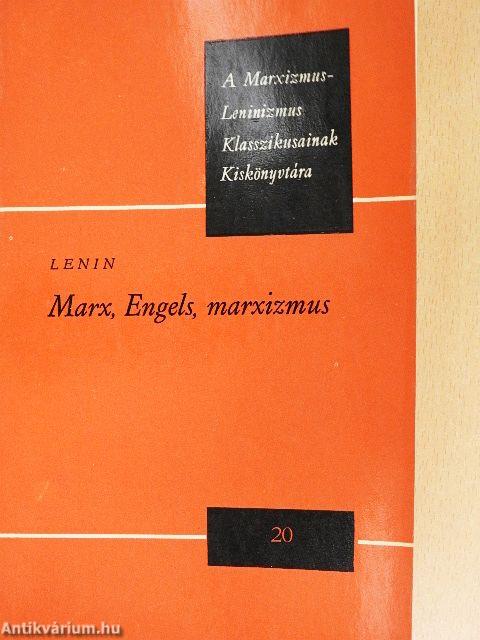 A Marxizmus-
Leninizmus
Klasszikusainak
Kiskönyvtára
LENIN
Marx, Engels, marxizmus
20
Antikvárium.hu